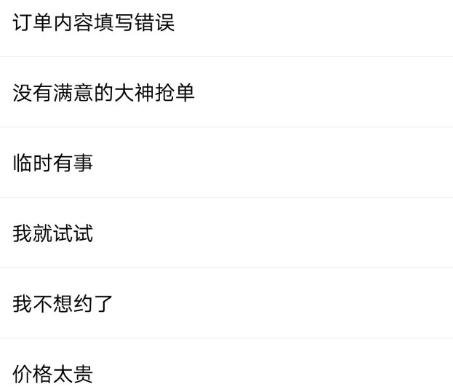 订单内容填写错误
没有满意的大神抢单
临时有事
我就试试
我不想约了
价格太贵